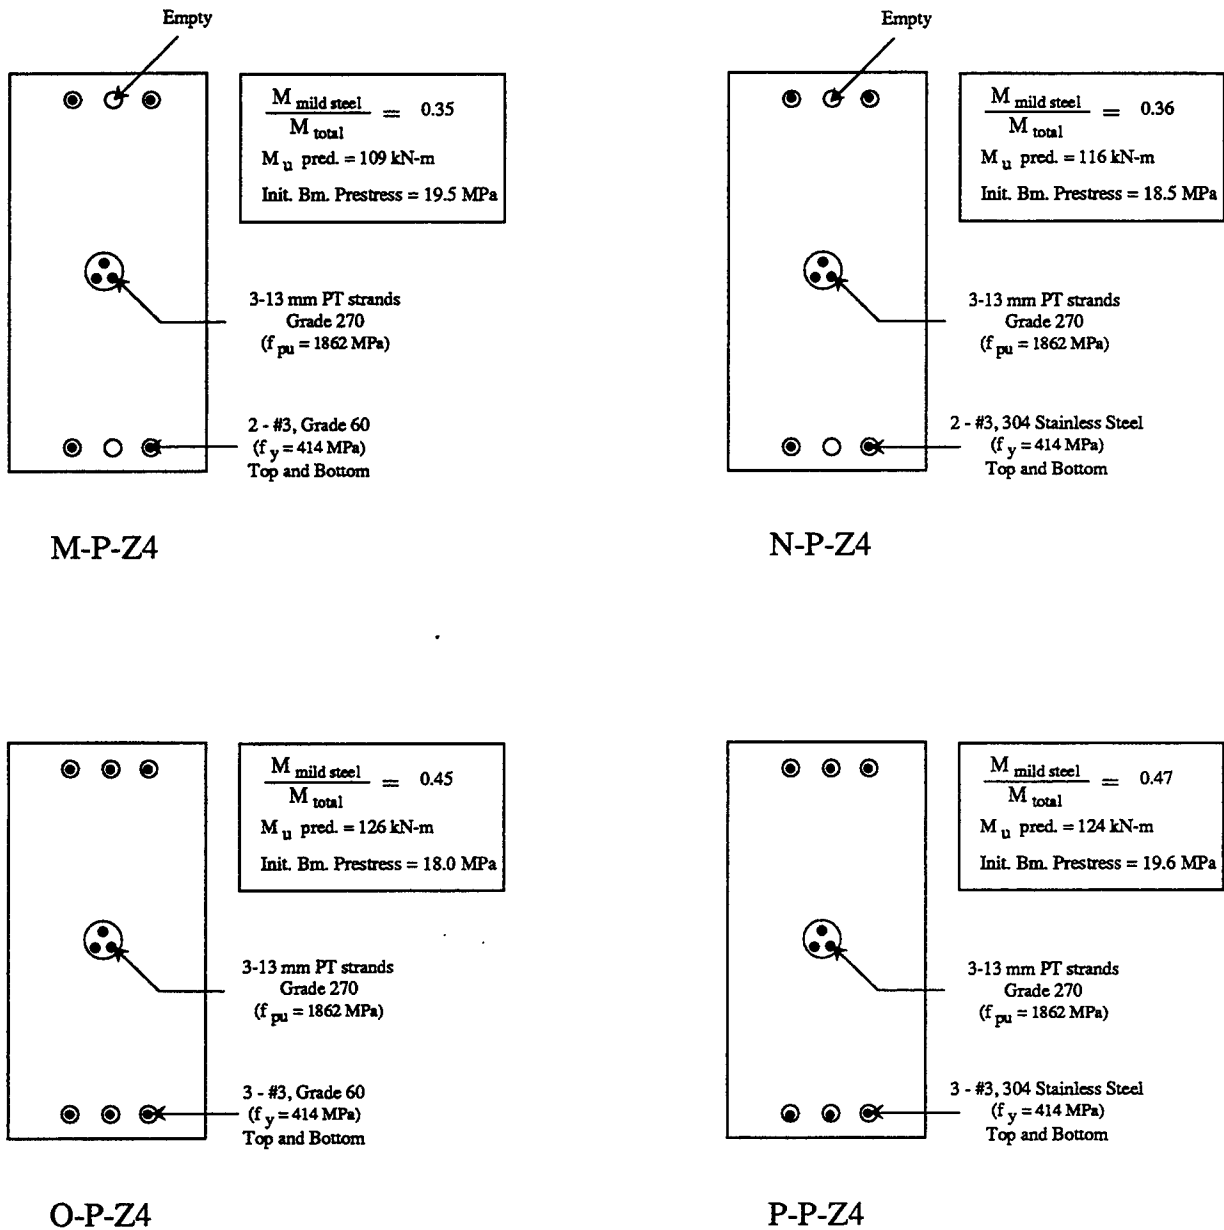 Empty
M mild steel
M total
= 0.35
M u pred. = 109 kN-m
Init. Bm. Prestress = 19.5 MPa
3-13 mm PT strands
Grade 270
(f pu = 1862 MPa)
2 - #3, Grade 60
(f y = 414 MPa)
Top and Bottom
M-P-Z4
Empty
M mild steel
M total
= 0.36
M u pred. = 116 kN-m
Init. Bm. Prestress = 18.5 MPa
3-13 mm PT strands
Grade 270
(f pu = 1862 MPa)
2 - #3, 304 Stainless Steel
(f y = 414 MPa)
Top and Bottom
N-P-Z4
M mild steel
M total
= 0.45
M u pred. = 126 kN-m
Init. Bm. Prestress = 18.0 MPa
3-13 mm PT strands
Grade 270
(f pu = 1862 MPa)
3 - #3, Grade 60
(f y = 414 MPa)
Top and Bottom
O-P-Z4
M mild steel
M total
= 0.47
M u pred. = 124 kN-m
Init. Bm. Prestress = 19.6 MPa
3-13 mm PT strands
Grade 270
(f pu = 1862 MPa)
3 - #3, 304 Stainless Steel
(f y = 414 MPa)
Top and Bottom
P-P-Z4